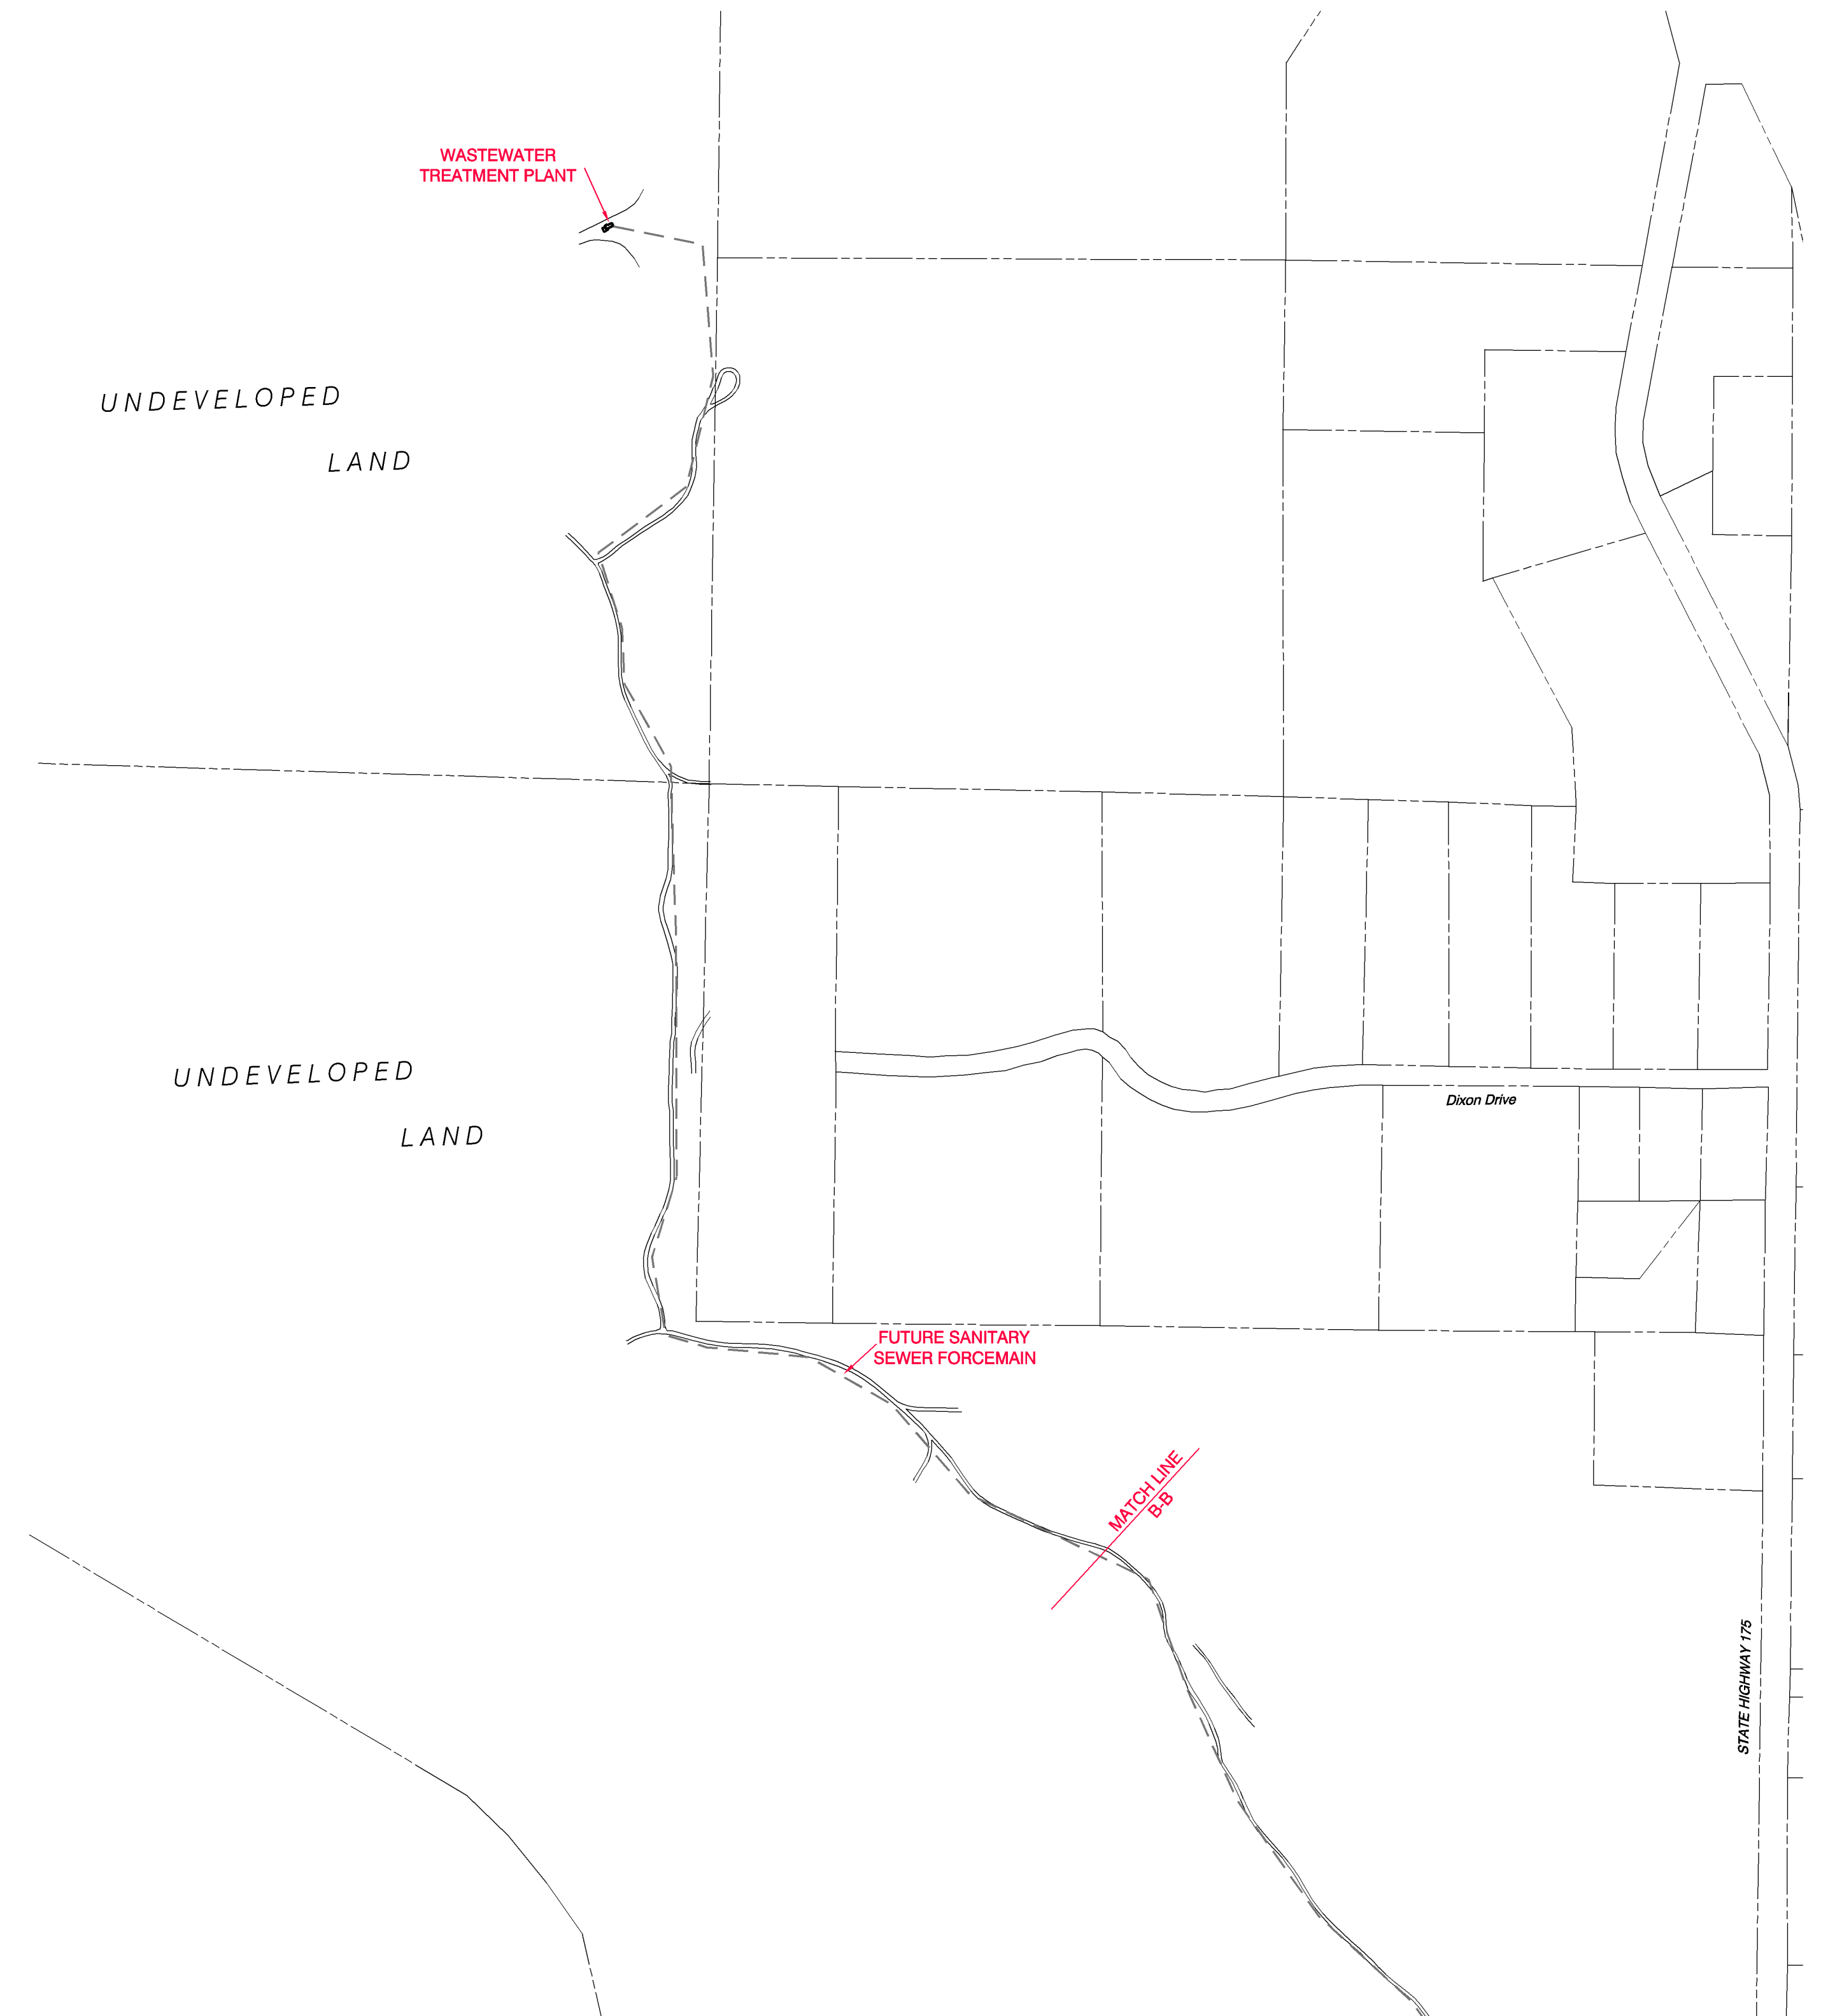 WASTEWATER
TREATMENT PLANT
UNDEVELOPED
LAND
UNDEVELOPED
LAND
Dixon Drive
FUTURE SANITARY
SEWER FORCEMAIN
MATCH LINE
B-B
STATE HIGHWAY 175